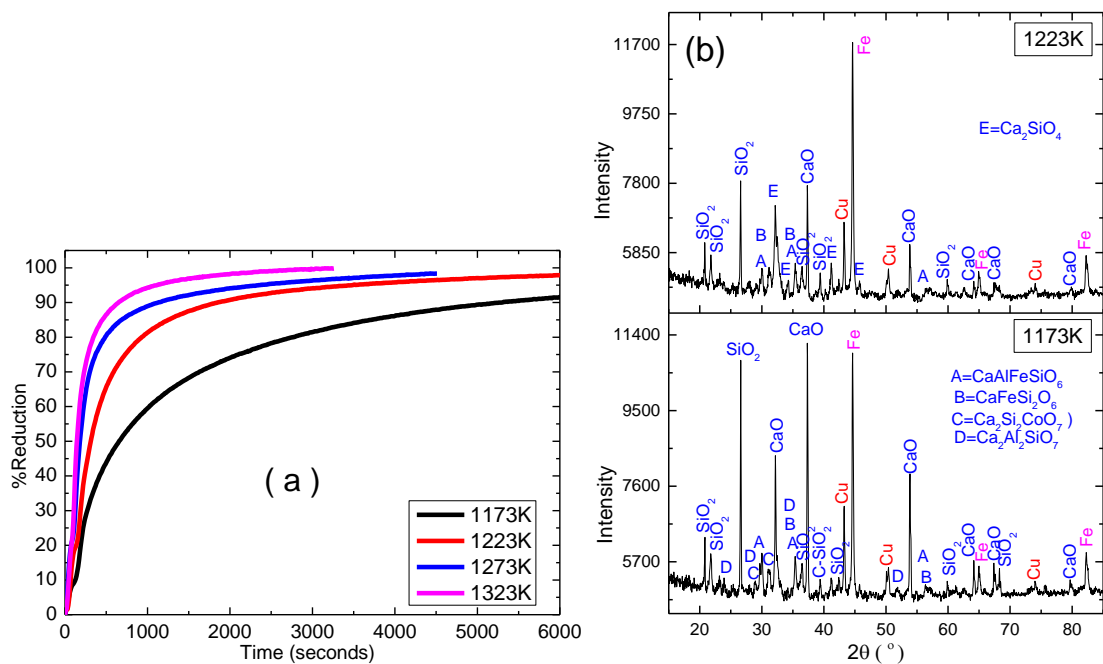 (b)
1223K
11700
9750
7800
5850
Intensity
E=Ca₂SiO₄
SiO₂
SiO₂
SiO₂
B
A
E
E
B
A
SiO₂
CaO
SiO₂
E
Cu
Fe
E
Cu
CaO
A
SiO₂
CaO
Fe
CaO
Cu
CaO
Fe
1173K
11400
9500
7600
5700
Intensity
A=CaAlFeSiO₆
B=CaFeSi₂O₆
C=Ca₂Si₂CoO₇ )
D=Ca₂Al₂SiO₇
SiO₂
SiO₂
D
SiO₂
D
C
A
C
CaO
D
B
A
SiO₂
CaO
C-SiO₂
SiO₂
Cu
Fe
Cu
D
CaO
A
B
SiO₂
CaO
Fe
CaO
SiO₂
Cu
CaO
Fe
20 30 40 50 60 70 80
2θ ( ° )
100
90
80
70
60
50
40
30
20
10
0
%Reduction
( a )
1173K
1223K
1273K
1323K
0 1000 2000 3000 4000 5000 6000
Time (seconds)